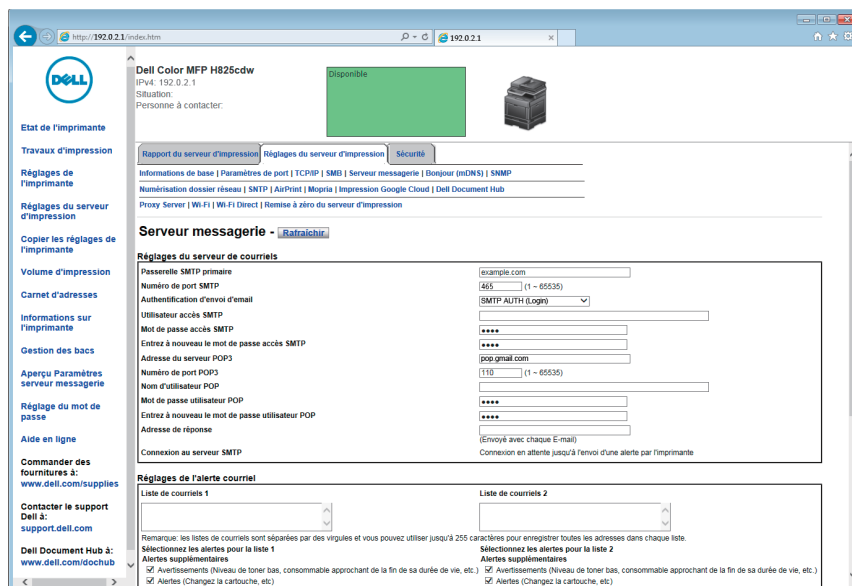 http://192.0.2.1/index.htm
192.0.2.1
DELL
Dell Color MFP H825cdw
IPv4: 192.0.2.1
Situation:
Personne à contacter:
Disponible
Etat de l'imprimante
Travaux d'impression
Réglages de
l'imprimante
Réglages du serveur
d'impression
Copier les réglages de
l'imprimante
Volume d'impression
Carnet d'adresses
Informations sur
l'imprimante
Gestion des bacs
Aperçu Paramètres
serveur messagerie
Réglage du mot de
passe
Aide en ligne
Commander des
fournitures à:
www.dell.com/supplies
Contacter le support
Dell à:
support.dell.com
Dell Document Hub à:
www.dell.com/dochub
Rapport du serveur d'impression
Réglages du serveur d'impression
Sécurité
Informations de base | Paramètres de port | TCP/IP | SMB | Serveur messagerie | Bonjour (mDNS) | SNMP
Numérisation dossier réseau | SNTP | AirPrint | Mopria | Impression Google Cloud | Dell Document Hub
Proxy Server | Wi-Fi | Wi-Fi Direct | Remise à zéro du serveur d'impression
Serveur messagerie - Rafraîchir
Réglages du serveur de courriels
Passerelle SMTP primaire example.com
Numéro de port SMTP 465 (1 ~ 65535)
Authentification d'envoi d'email SMTP AUTH (Login)
Utilisateur accès SMTP
Mot de passe accès SMTP ••••
Entrez à nouveau le mot de passe accès SMTP ••••
Adresse du serveur POP3 pop.gmail.com
Numéro de port POP3 110 (1 ~ 65535)
Nom d'utilisateur POP
Mot de passe utilisateur POP ••••
Entrez à nouveau le mot de passe utilisateur POP ••••
Adresse de réponse
(Envoyé avec chaque E-mail)
Connexion au serveur SMTP Connexion en attente jusqu'à l'envoi d'une alerte par l'imprimante
Réglages de l'alerte courriel
Liste de courriels 1 Liste de courriels 2
Remarque: les listes de courriels sont séparées par des virgules et vous pouvez utiliser jusqu'à 255 caractères pour enregistrer toutes les adresses dans chaque liste.
Sélectionnez les alertes pour la liste 1 Sélectionnez les alertes pour la liste 2
Alertes supplémentaires Alertes supplémentaires
Avertissements (Niveau de toner bas, consommable approchant de la fin de sa durée de vie, etc.) Avertissements (Niveau de toner bas, consommable approchant de la fin de sa durée de vie, etc.)
Alertes (Changez la cartouche, etc) Alertes (Changez la cartouche, etc)